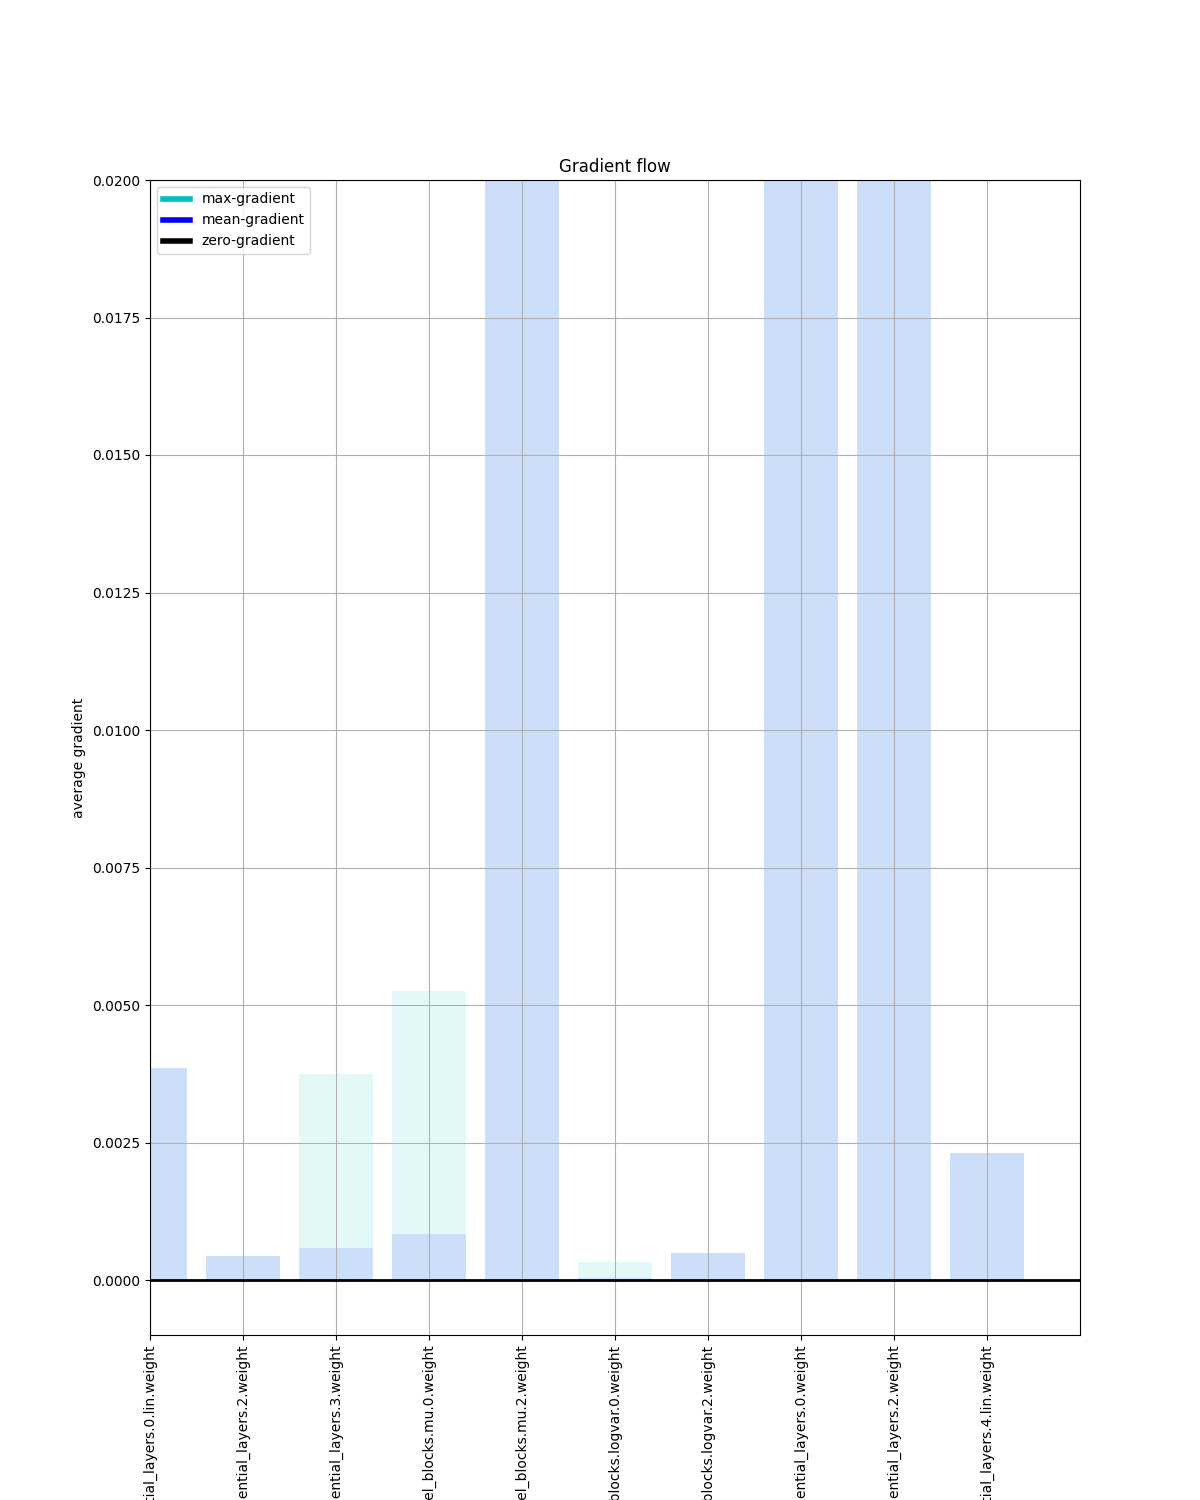 Gradient flow
max-gradient
mean-gradient
zero-gradient
average gradient
0.0200
0.0175
0.0150
0.0125
0.0100
0.0075
0.0050
0.0025
0.0000
tial_layers.0.lin.weight
ential_layers.2.weight
ential_layers.3.weight
el_blocks.mu.0.weight
el_blocks.mu.2.weight
blocks.logvar.0.weight
blocks.logvar.2.weight
ential_layers.0.weight
ential_layers.2.weight
tial_layers.4.lin.weight